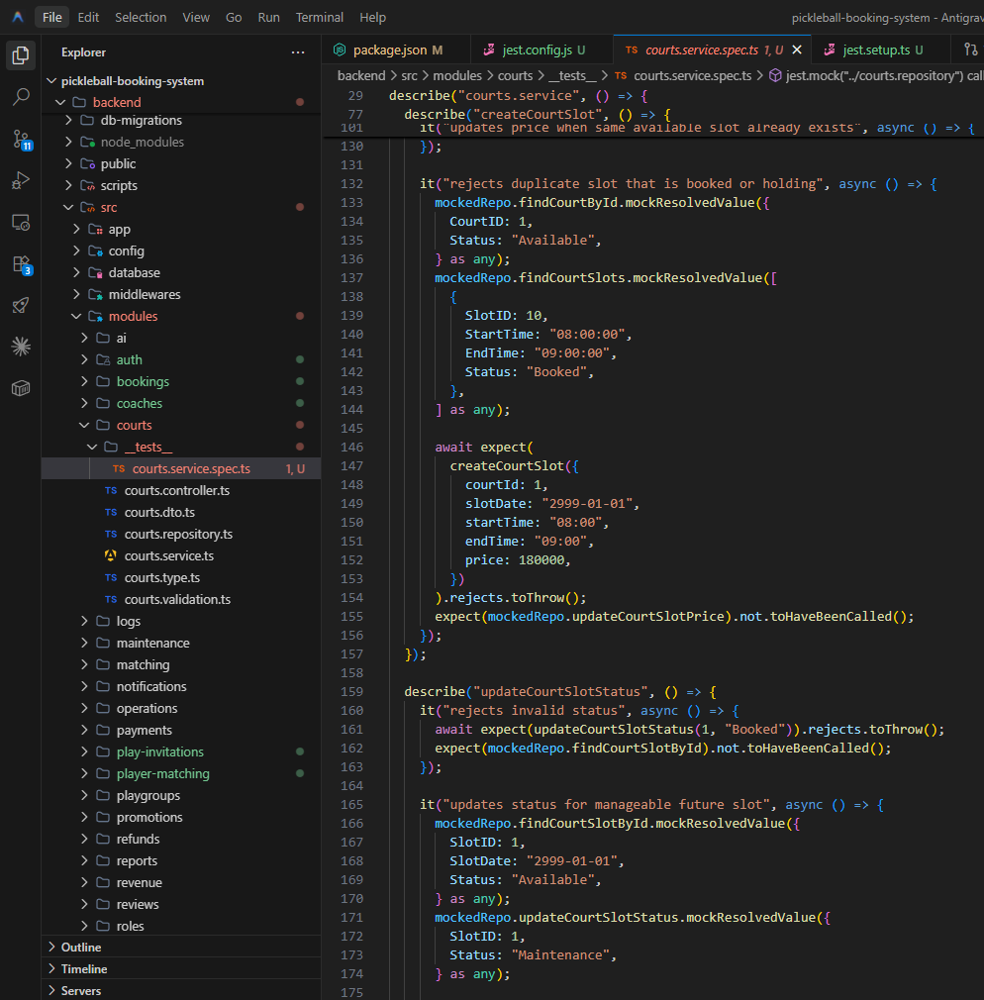 File Edit Selection View Go Run Terminal Help pickleball-booking-system - Antigrav
Explorer ...
pickleball-booking-system
backend
db-migrations
node_modules
public
scripts
src
app
config
database
middlewares
modules
ai
auth
bookings
coaches
courts
__tests__
TS courts.service.spec.ts 1, U
TS courts.controller.ts
TS courts.dto.ts
TS courts.repository.ts
courts.service.ts
TS courts.type.ts
TS courts.validation.ts
logs
maintenance
matching
notifications
operations
payments
play-invitations
player-matching
playgroups
promotions
refunds
reports
revenue
reviews
roles
Outline
Timeline
Servers
11
3
package.json M jest.config.js U TS courts.service.spec.ts 1, U jest.setup.ts U
backend > src > modules > courts > __tests__ > TS courts.service.spec.ts > jest.mock("../courts.repository") call
29 describe("courts.service", () => {
77 describe("createCourtSlot", () => {
101 it("updates price when same available slot already exists", async () => {
130 });
131
132 it("rejects duplicate slot that is booked or holding", async () => {
133 mockedRepo.findCourtById.mockResolvedValue({
134 CourtID: 1,
135 Status: "Available",
136 } as any);
137 mockedRepo.findCourtSlots.mockResolvedValue([
138 {
139 SlotID: 10,
140 StartTime: "08:00:00",
141 EndTime: "09:00:00",
142 Status: "Booked",
143 },
144 ] as any);
145
146 await expect(
147 createCourtSlot({
148 courtId: 1,
149 slotDate: "2999-01-01",
150 startTime: "08:00",
151 endTime: "09:00",
152 price: 180000,
153 })
154 ).rejects.toThrow();
155 expect(mockedRepo.updateCourtSlotPrice).not.toHaveBeenCalled();
156 });
157 });
158
159 describe("updateCourtSlotStatus", () => {
160 it("rejects invalid status", async () => {
161 await expect(updateCourtSlotStatus(1, "Booked")).rejects.toThrow();
162 expect(mockedRepo.findCourtSlotById).not.toHaveBeenCalled();
163 });
164
165 it("updates status for manageable future slot", async () => {
166 mockedRepo.findCourtSlotById.mockResolvedValue({
167 SlotID: 1,
168 SlotDate: "2999-01-01",
169 Status: "Available",
170 } as any);
171 mockedRepo.updateCourtSlotStatus.mockResolvedValue({
172 SlotID: 1,
173 Status: "Maintenance",
174 } as any);
175